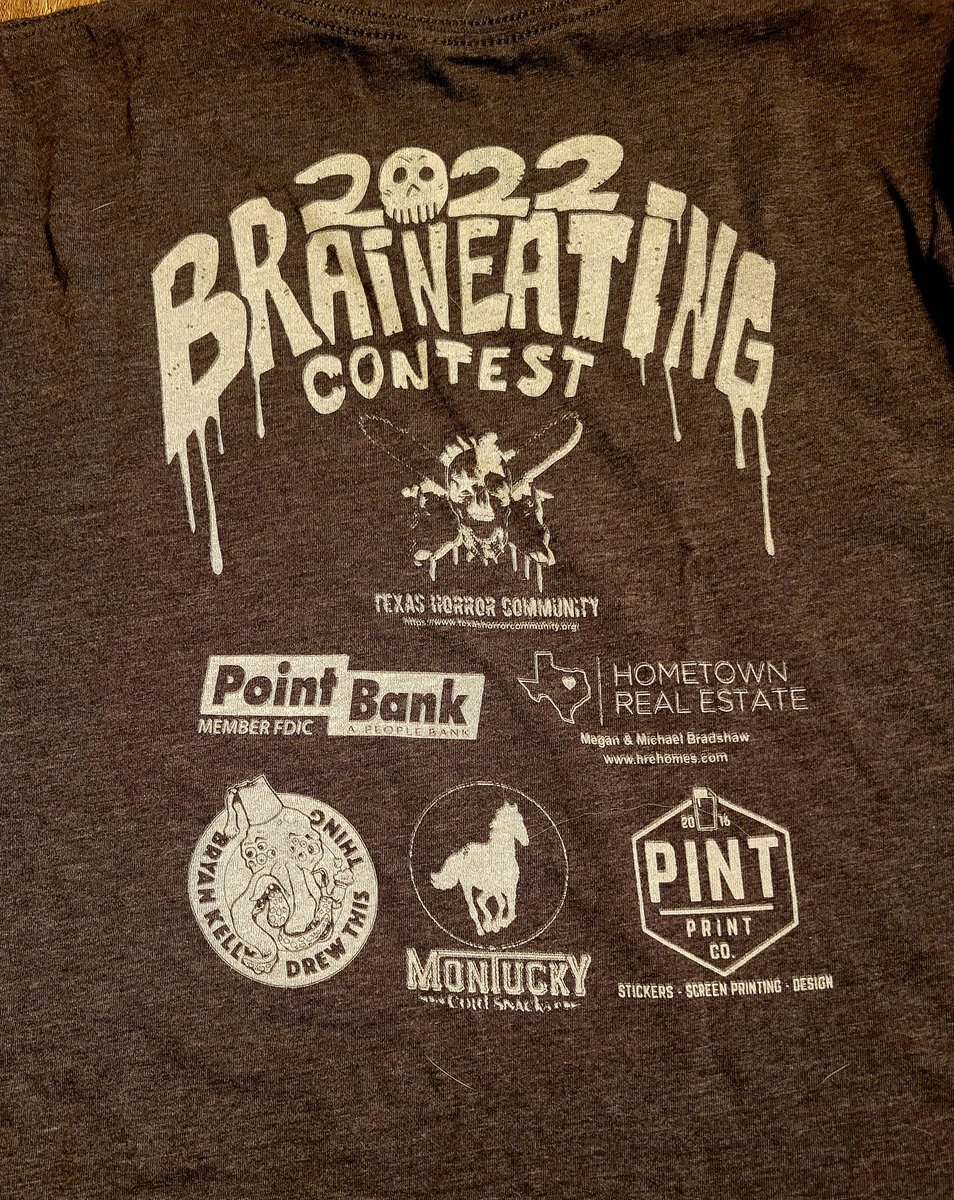 2022
BRAINEATING
CONTEST
TEXAS HORROR COMMUNITY
https://www.texashorrorcommunity.org/
Point Bank
MEMBER FDIC
A PEOPLE BANK
HOMETOWN
REAL ESTATE
Megan & Michael Bradshaw
www.hrehomes.com
BRYAN KELLY DREW THIS THING
MONTUCKY
COLD SNACKS
2016
PINT
PRINT
CO.
STICKERS - SCREEN PRINTING - DESIGN